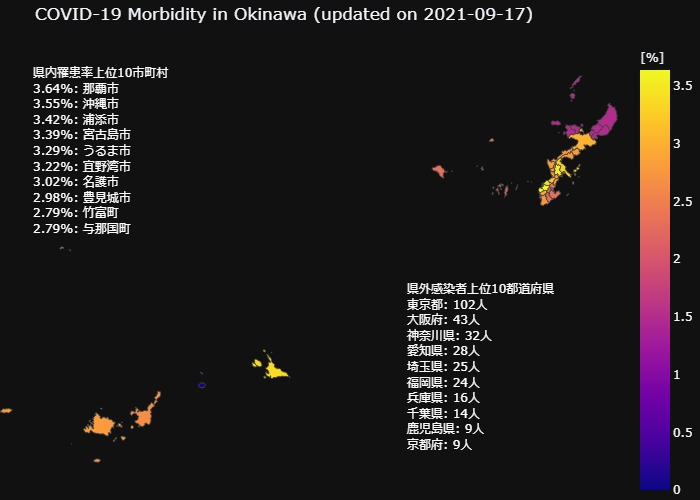 COVID-19 Morbidity in Okinawa (updated on 2021-09-17)
県内罹患率上位10市町村
3.64%: 那覇市
3.55%: 沖縄市
3.42%: 浦添市
3.39%: 宮古島市
3.29%: うるま市
3.22%: 宜野湾市
3.02%: 名護市
2.98%: 豊見城市
2.79%: 竹富町
2.79%: 与那国町
県外感染者上位10都道府県
東京都: 102人
大阪府: 43人
神奈川県: 32人
愛知県: 28人
埼玉県: 25人
福岡県: 24人
兵庫県: 16人
千葉県: 14人
鹿児島県: 9人
京都府: 9人
[%]
3.5
3
2.5
2
1.5
1
0.5
0